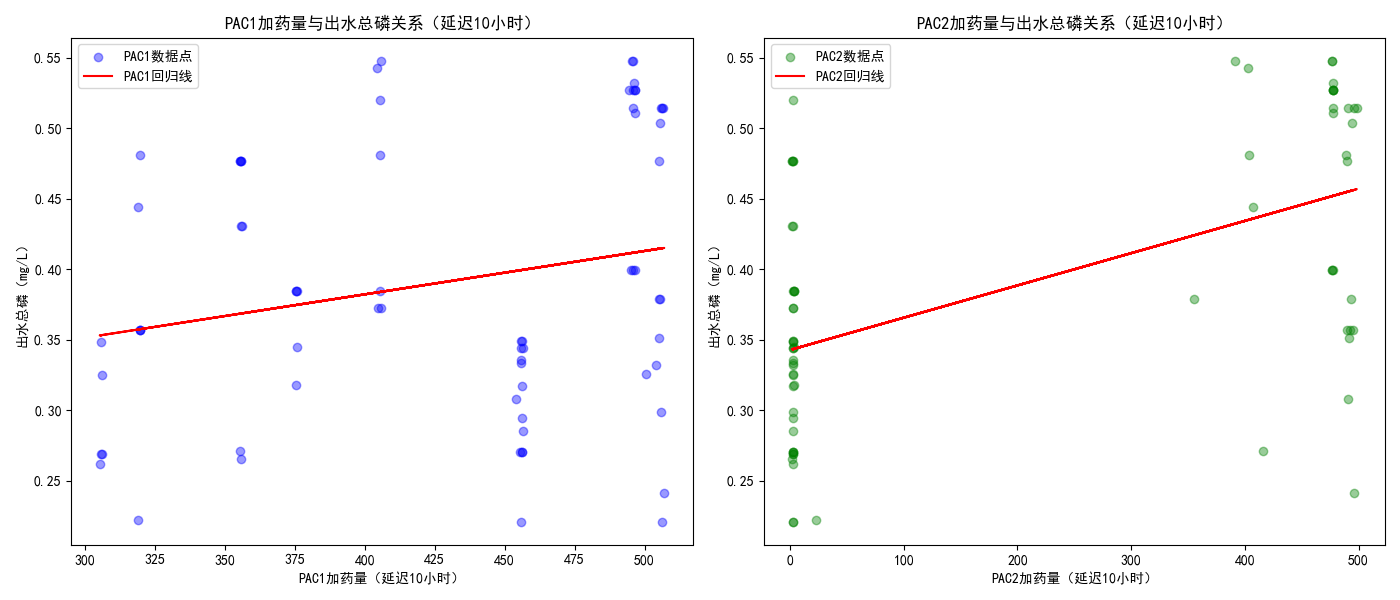 PAC1加药量与出水总磷关系（延迟10小时）
PAC1数据点
PAC1回归线
出水总磷（mg/L）
0.55
0.50
0.45
0.40
0.35
0.30
0.25
300
325
350
375
400
425
450
475
500
PAC1加药量（延迟10小时）
PAC2加药量与出水总磷关系（延迟10小时）
PAC2数据点
PAC2回归线
出水总磷（mg/L）
0.55
0.50
0.45
0.40
0.35
0.30
0.25
0
100
200
300
400
500
PAC2加药量（延迟10小时）